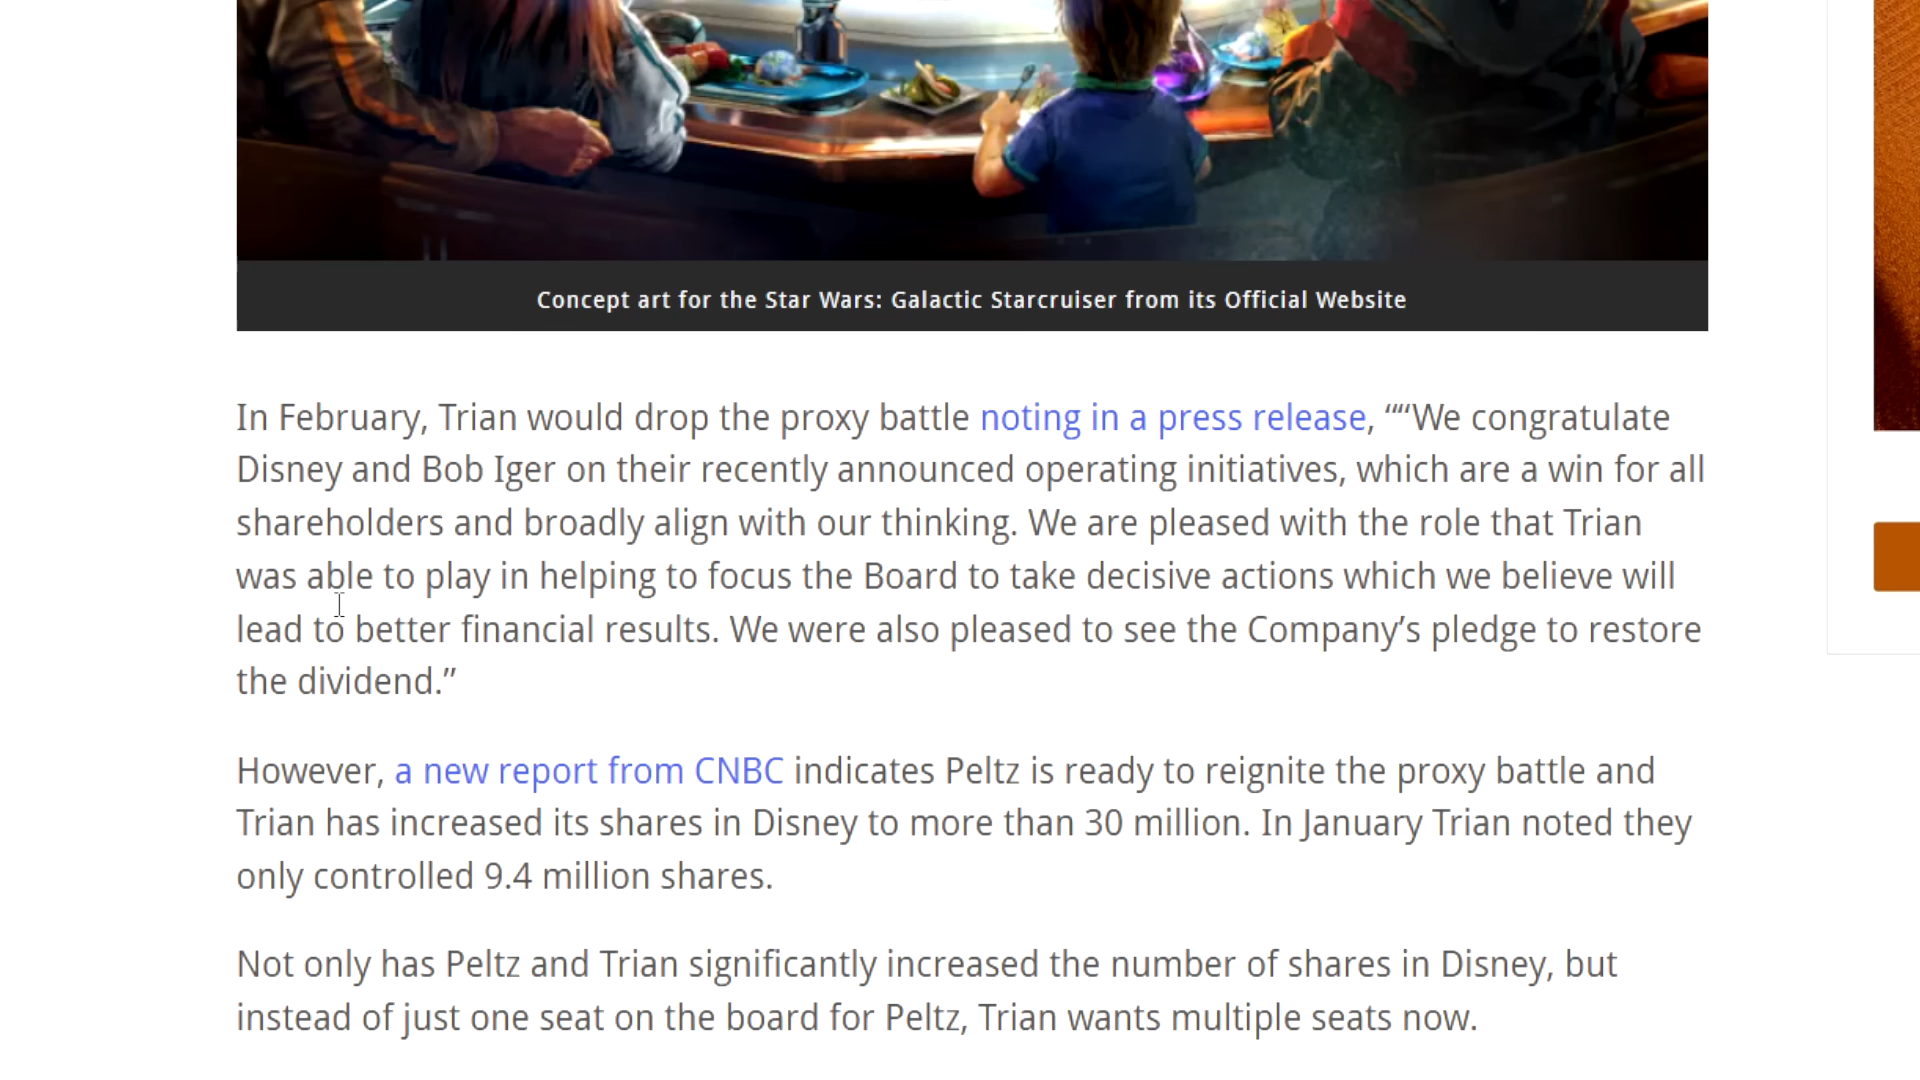 Concept art for the Star Wars: Galactic Starcruiser from its Official Website
In February, Trian would drop the proxy battle noting in a press release, ““‘We congratulate
Disney and Bob Iger on their recently announced operating initiatives, which are a win for all
shareholders and broadly align with our thinking. We are pleased with the role that Trian
was able to play in helping to focus the Board to take decisive actions which we believe will
lead to better financial results. We were also pleased to see the Company’s pledge to restore
the dividend.”
However, a new report from CNBC indicates Peltz is ready to reignite the proxy battle and
Trian has increased its shares in Disney to more than 30 million. In January Trian noted they
only controlled 9.4 million shares.
Not only has Peltz and Trian significantly increased the number of shares in Disney, but
instead of just one seat on the board for Peltz, Trian wants multiple seats now.